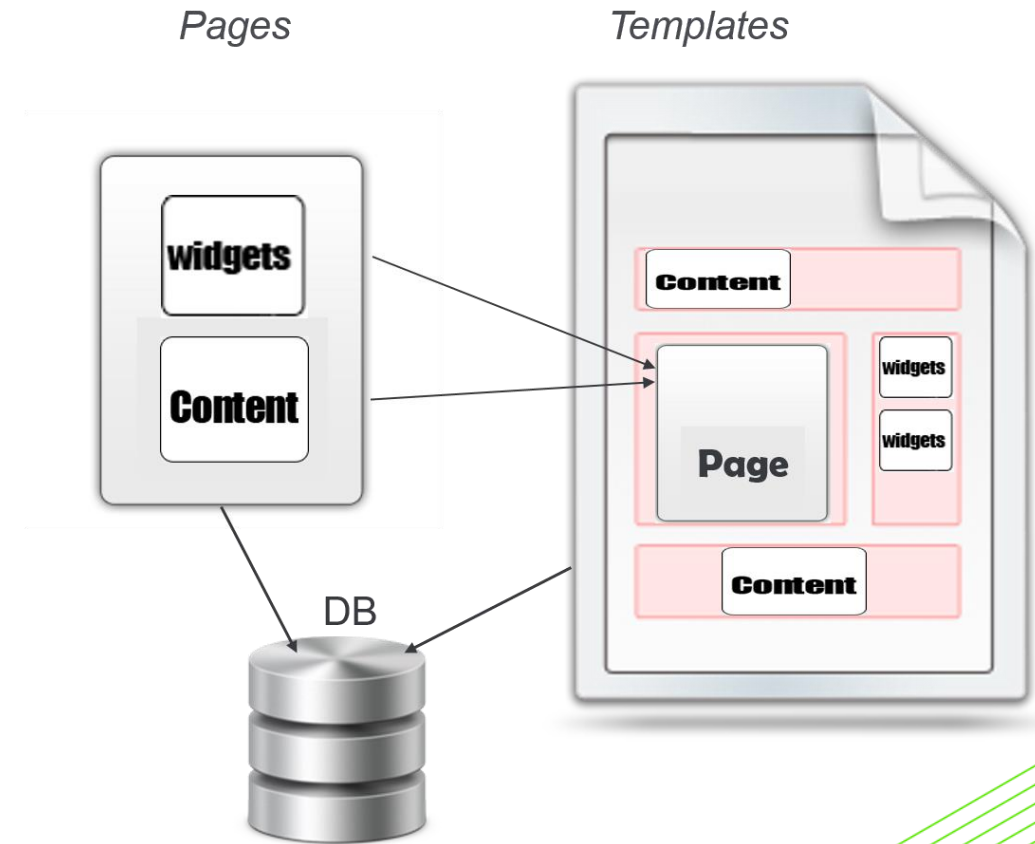 Pages
Templates
widgets
Content
Content
Page
widgets
widgets
Content
DB